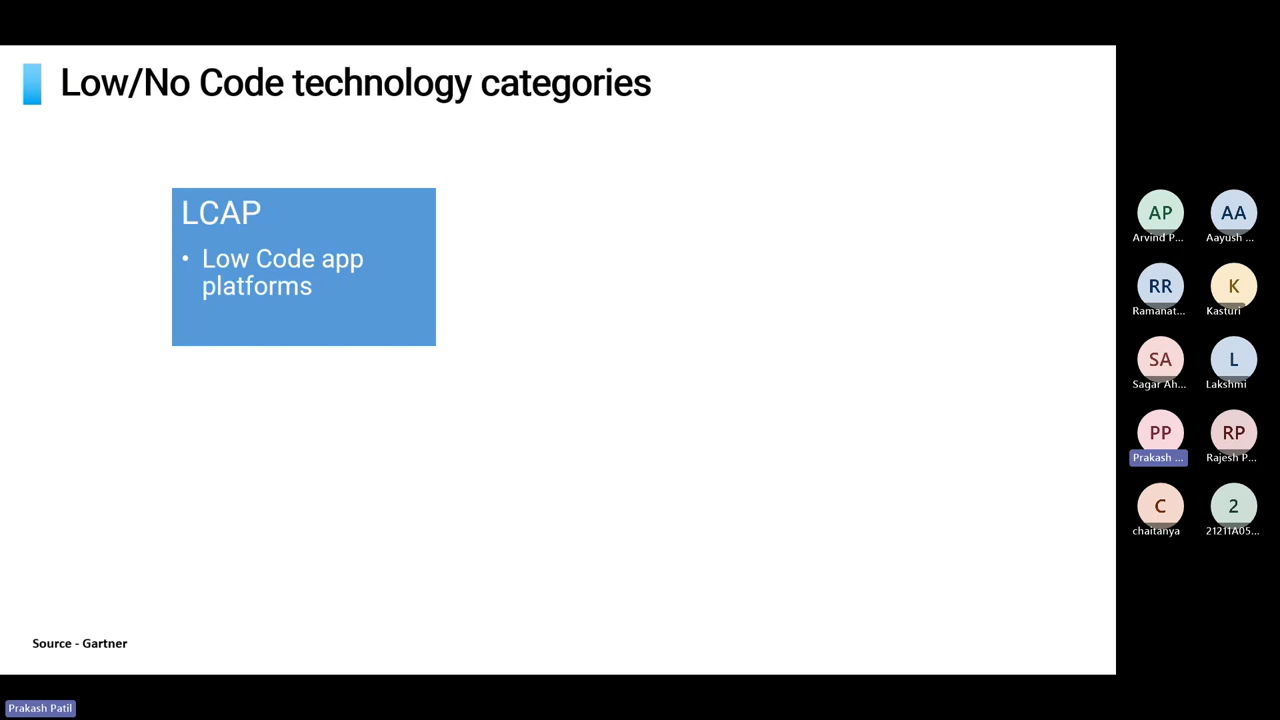 Low/No Code technology categories
LCAP
• Low Code app
platforms
Source - Gartner
AP
Arvind P...
AA
Aayush ...
RR
Ramanat...
K
Kasturi
SA
Sagar Ah...
L
Lakshmi
PP
Prakash ...
RP
Rajesh P...
C
chaitanya
2
21211A05...
Prakash Patil